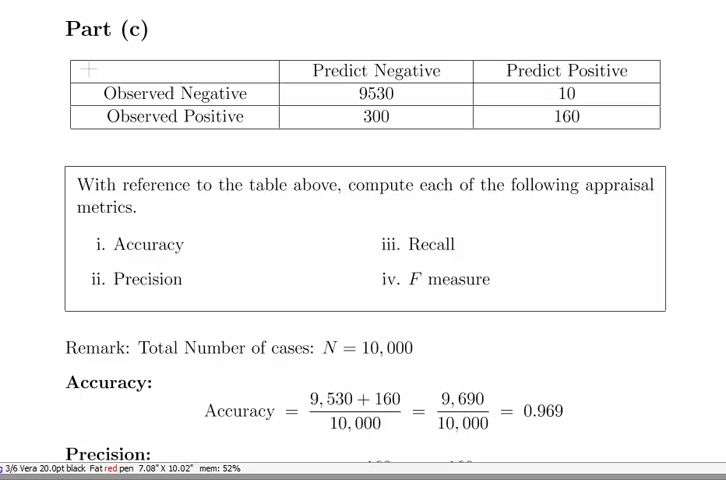 Part (c)
Predict Negative Predict Positive
Observed Negative 9530 10
Observed Positive 300 160
With reference to the table above, compute each of the following appraisal
metrics.
i. Accuracy iii. Recall
ii. Precision iv. F measure
Remark: Total Number of cases: N = 10,000
Accuracy:
Accuracy = 9,530 + 160 / 10,000 = 9,690 / 10,000 = 0.969
Precision:
3/6 Vera 20.0pt black Fat red pen 7.08" X 10.02" mem: 52%